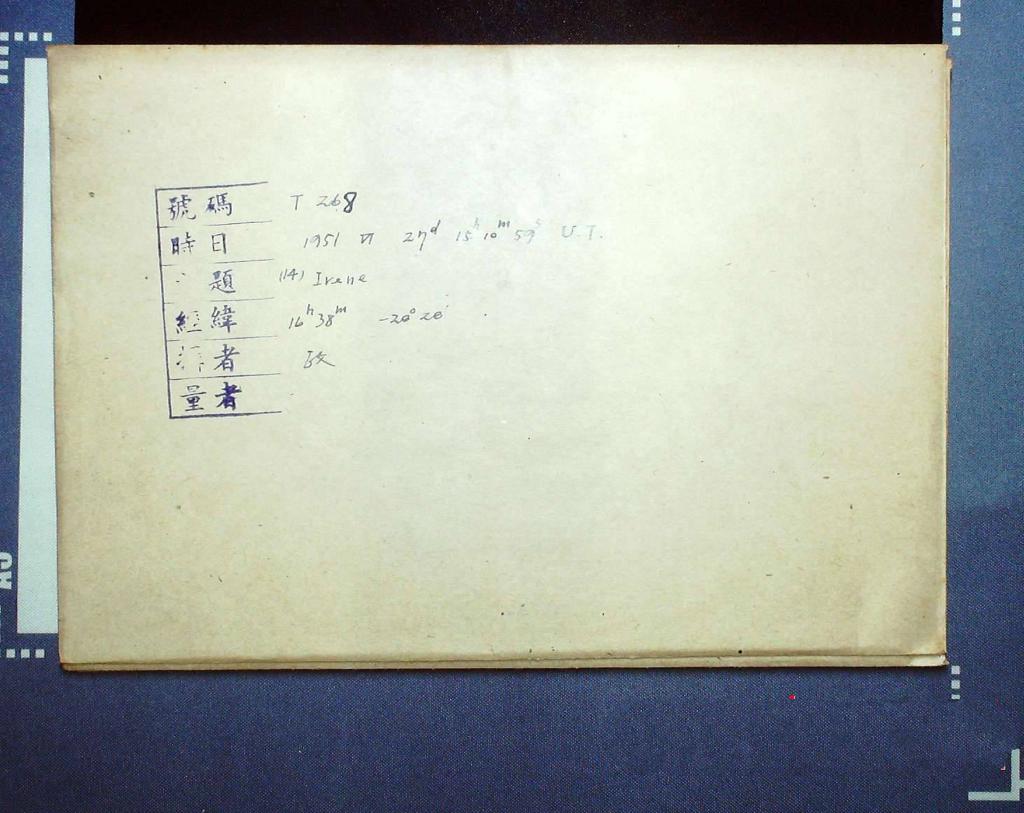 號碼 T 268
時日 1951 VI 27d 15h 10m 59s U.T.
題 (14) Irene
經緯 16h 38m -20° 20'
者 政
量者